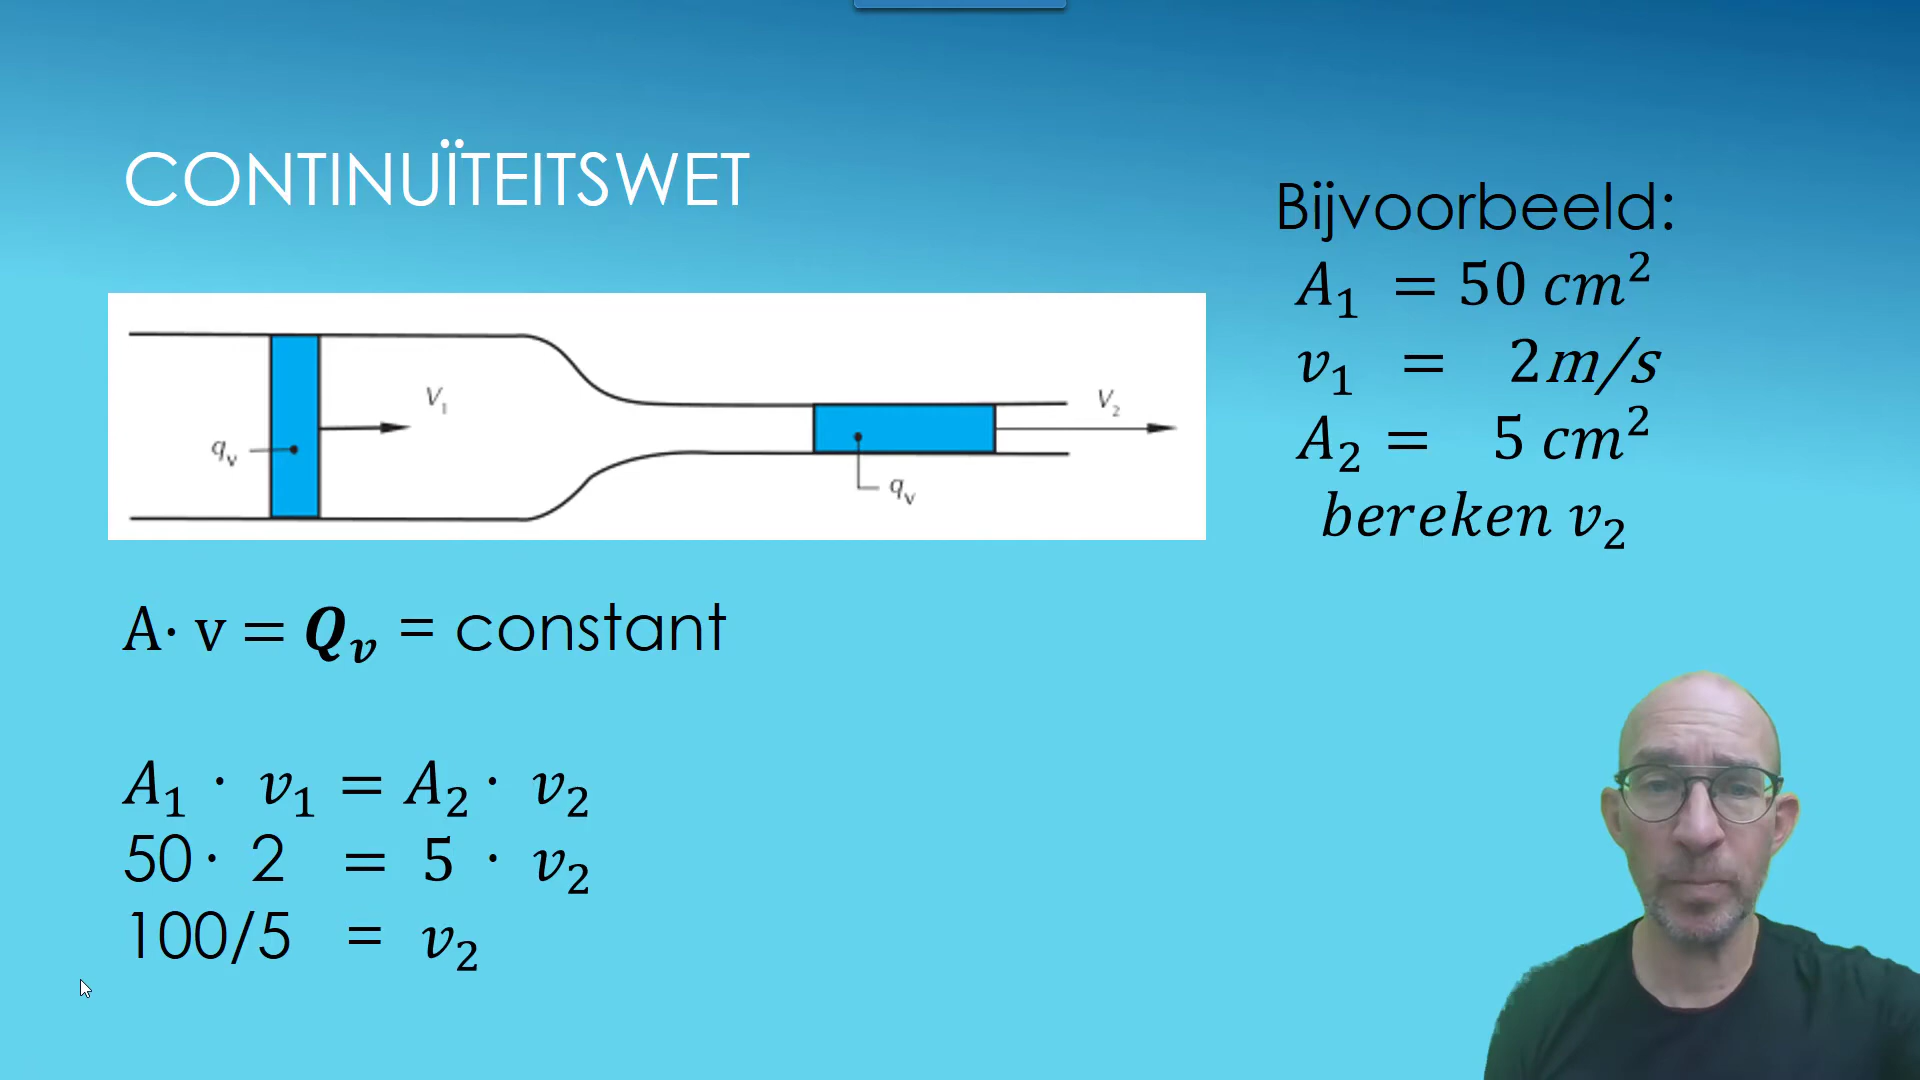 CONTINUÏTEITSWET
Bijvoorbeeld:
A₁ = 50 cm²
v₁ = 2m/s
A₂ = 5 cm²
bereken v₂
V₁
qᵥ
V₂
qᵥ
A· v = Qᵥ = constant
A₁ · v₁ = A₂ · v₂
50 · 2 = 5 · v₂
100/5 = v₂